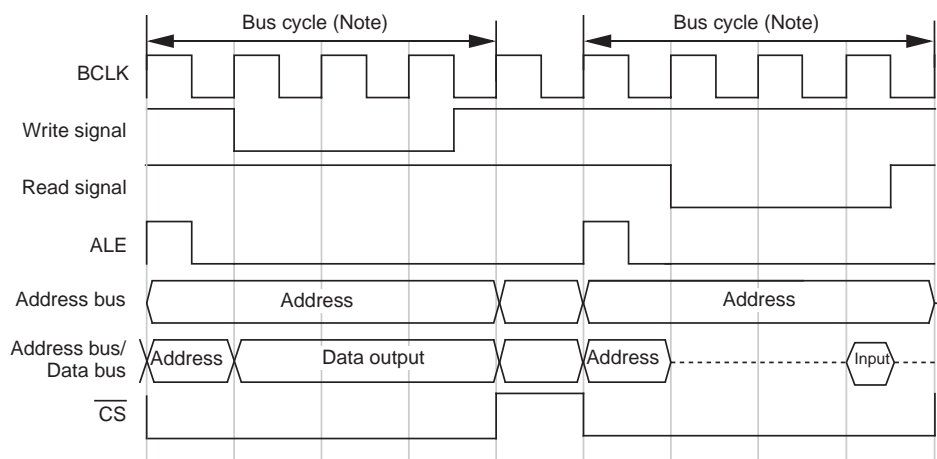 Bus cycle (Note) Bus cycle (Note)
BCLK
Write signal
Read signal
ALE
Address bus Address Address
Address bus/
Data bus Address Data output Address Input
CS